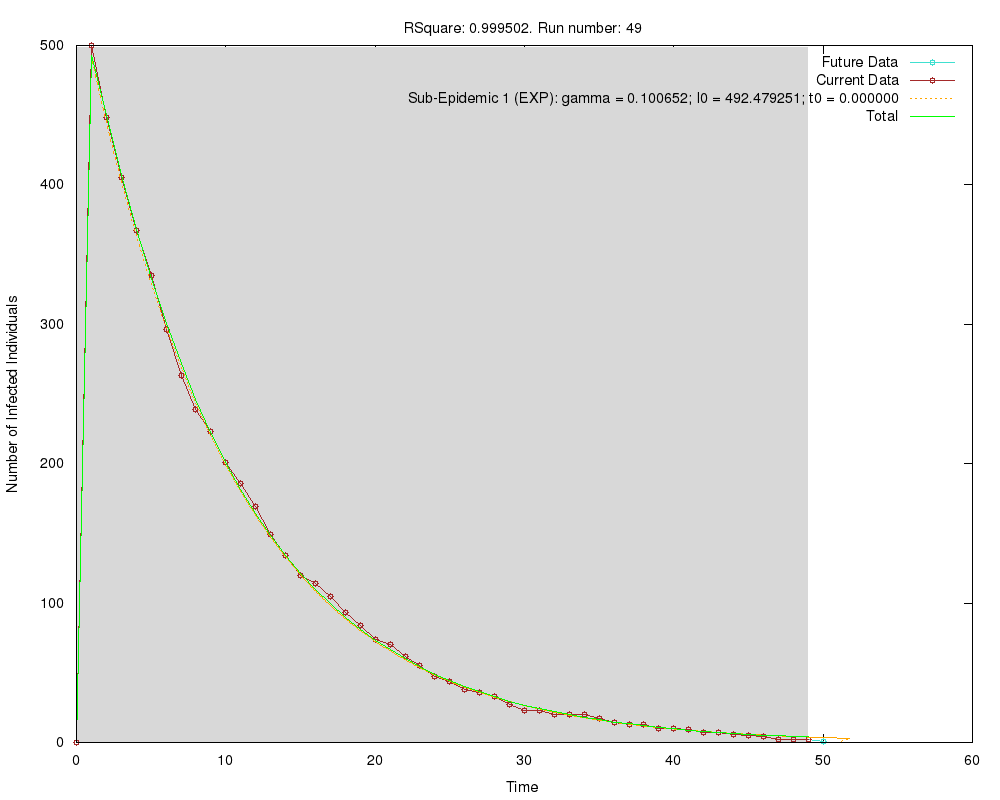 RSquare: 0.999502. Run number: 49
500
400
300
200
100
0
Number of Infected Individuals
Future Data
Current Data
Sub-Epidemic 1 (EXP): gamma = 0.100652; I0 = 492.479251; t0 = 0.000000
Total
0 10 20 30 40 50 60
Time